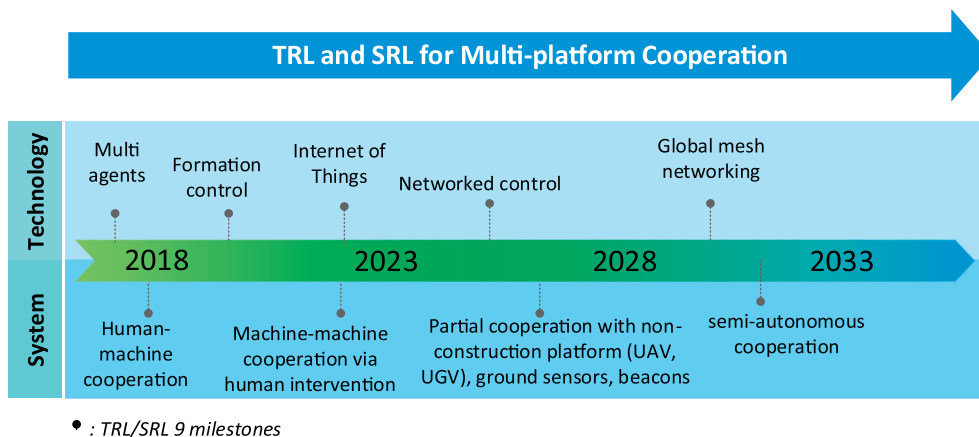 TRL and SRL for Multi-platform Cooperation
Technology
Multi
agents
Formation
control
Internet of
Things
Networked control
Global mesh
networking
2018
2023
2028
2033
System
Human-
machine
cooperation
Machine-machine
cooperation via
human intervention
Partial cooperation with non-
construction platform (UAV,
UGV), ground sensors, beacons
semi-autonomous
cooperation
: TRL/SRL 9 milestones